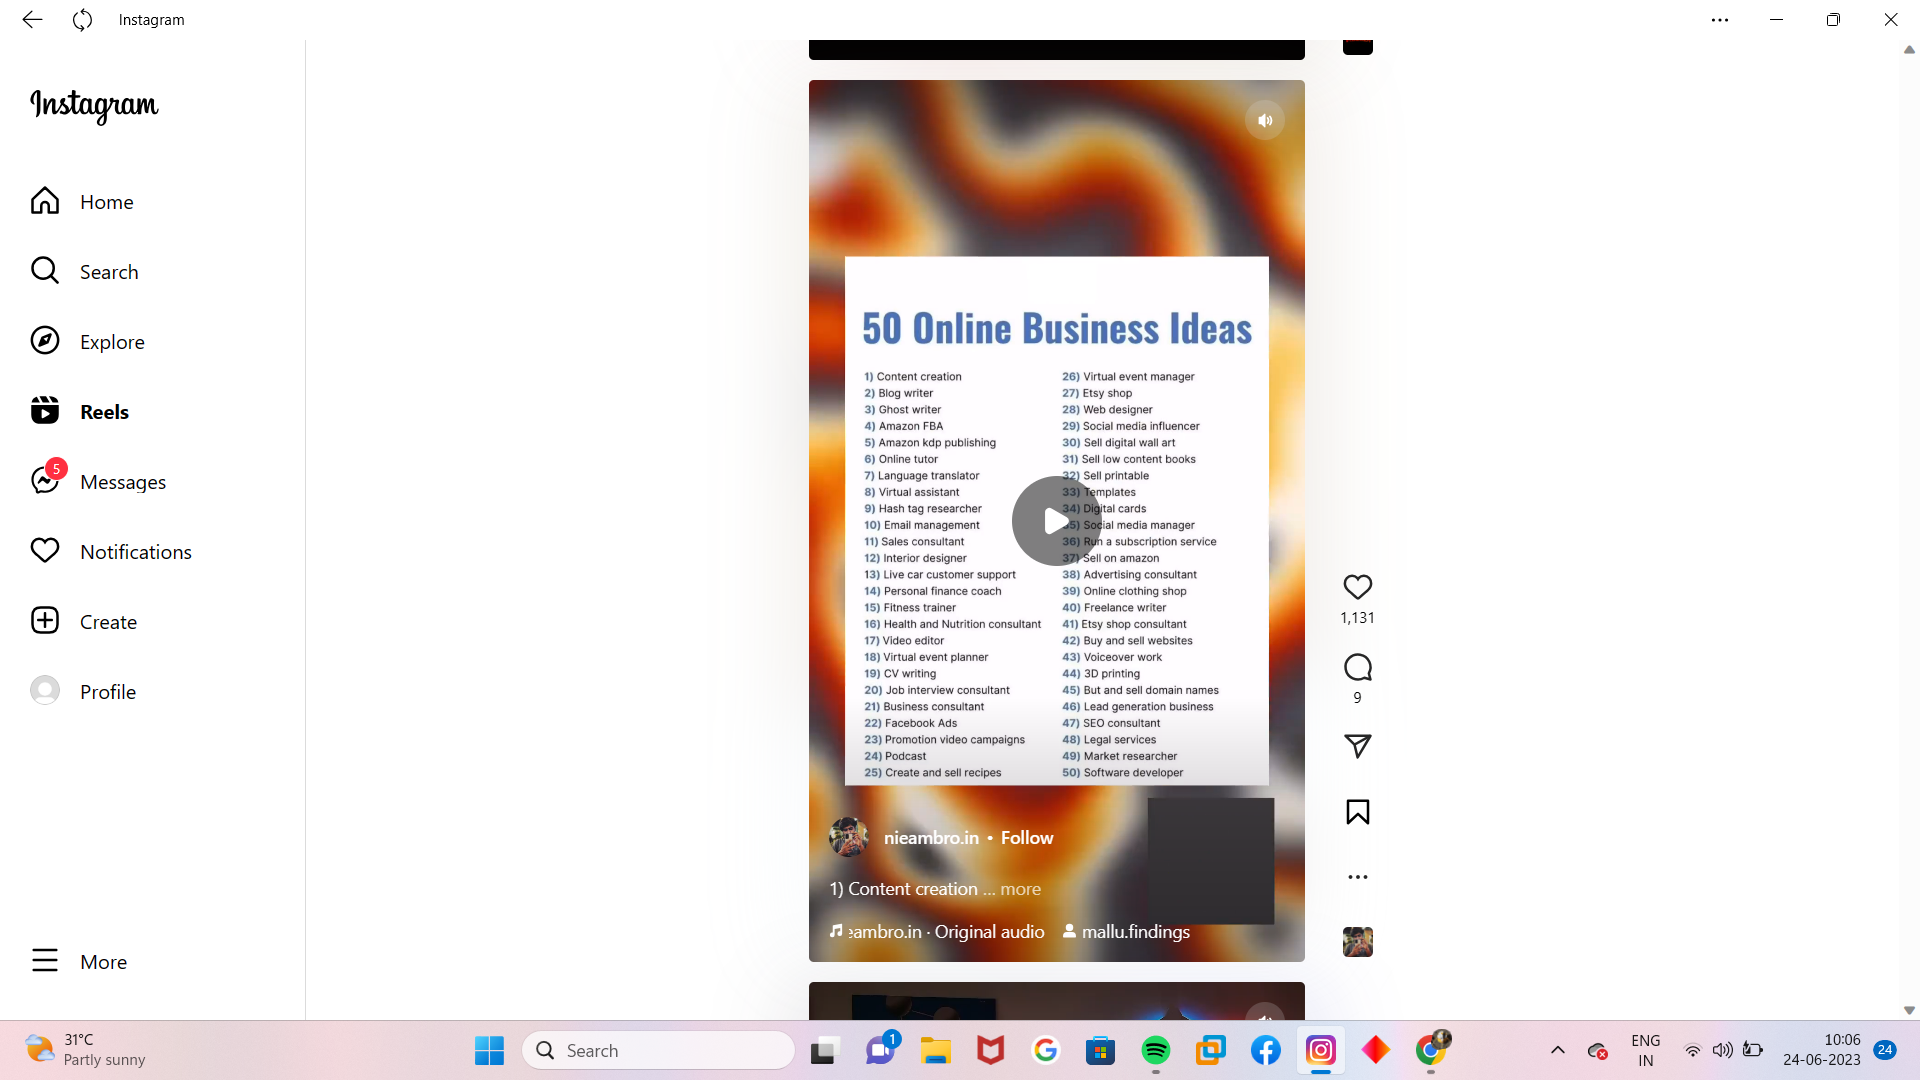 Instagram
Instagram
Home
Search
Explore
Reels
5
Messages
Notifications
Create
Profile
More
50 Online Business Ideas
1) Content creation
2) Blog writer
3) Ghost writer
4) Amazon FBA
5) Amazon kdp publishing
6) Online tutor
7) Language translator
8) Virtual assistant
9) Hash tag researcher
10) Email management
11) Sales consultant
12) Interior designer
13) Live car customer support
14) Personal finance coach
15) Fitness trainer
16) Health and Nutrition consultant
17) Video editor
18) Virtual event planner
19) CV writing
20) Job interview consultant
21) Business consultant
22) Facebook Ads
23) Promotion video campaigns
24) Podcast
25) Create and sell recipes
26) Virtual event manager
27) Etsy shop
28) Web designer
29) Social media influencer
30) Sell digital wall art
31) Sell low content books
32) Sell printable
33) Templates
34) Digital cards
35) Social media manager
36) Run a subscription service
37) Sell on amazon
38) Advertising consultant
39) Online clothing shop
40) Freelance writer
41) Etsy shop consultant
42) Buy and sell websites
43) Voiceover work
44) 3D printing
45) But and sell domain names
46) Lead generation business
47) SEO consultant
48) Legal services
49) Market researcher
50) Software developer
nieambro.in • Follow
1) Content creation ... more
eambro.in · Original audio mallu.findings
1,131
9
31°C
Partly sunny
Search
1
ENG
IN
10:06
24-06-2023
24